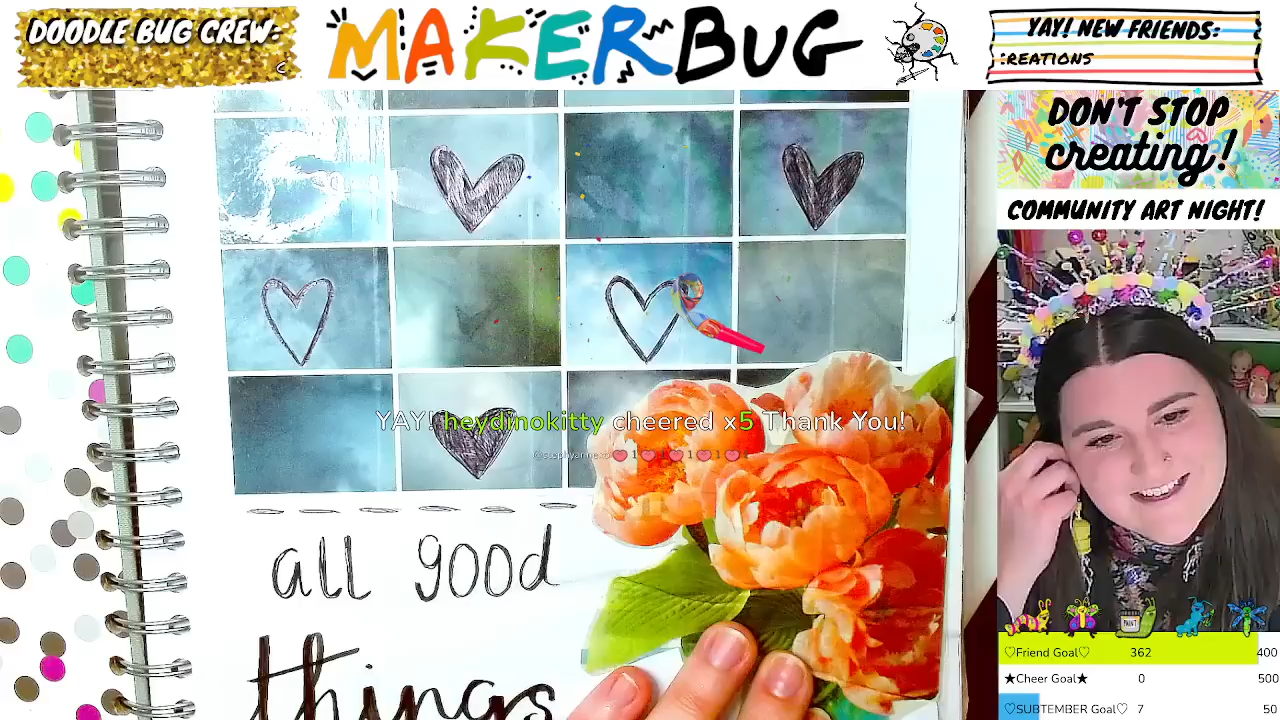 DOODLE BUG CREW:
MAKERBUG
YAY! NEW FRIENDS:
:REATIONS
DON'T STOP
creating!
COMMUNITY ART NIGHT!
YAY! heydinokitty cheered x5 Thank You!
all good
things
PAINT
♡Friend Goal♡ 362 400
★Cheer Goal★ 0 500
♡SUBTEMBER Goal♡ 7 50